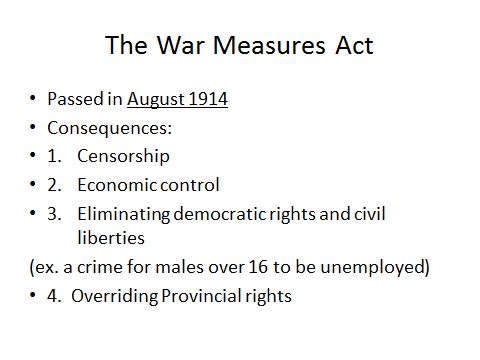 The War Measures Act
• Passed in August 1914
• Consequences:
• 1. Censorship
• 2. Economic control
• 3. Eliminating democratic rights and civil
liberties
(ex. a crime for males over 16 to be unemployed)
• 4. Overriding Provincial rights